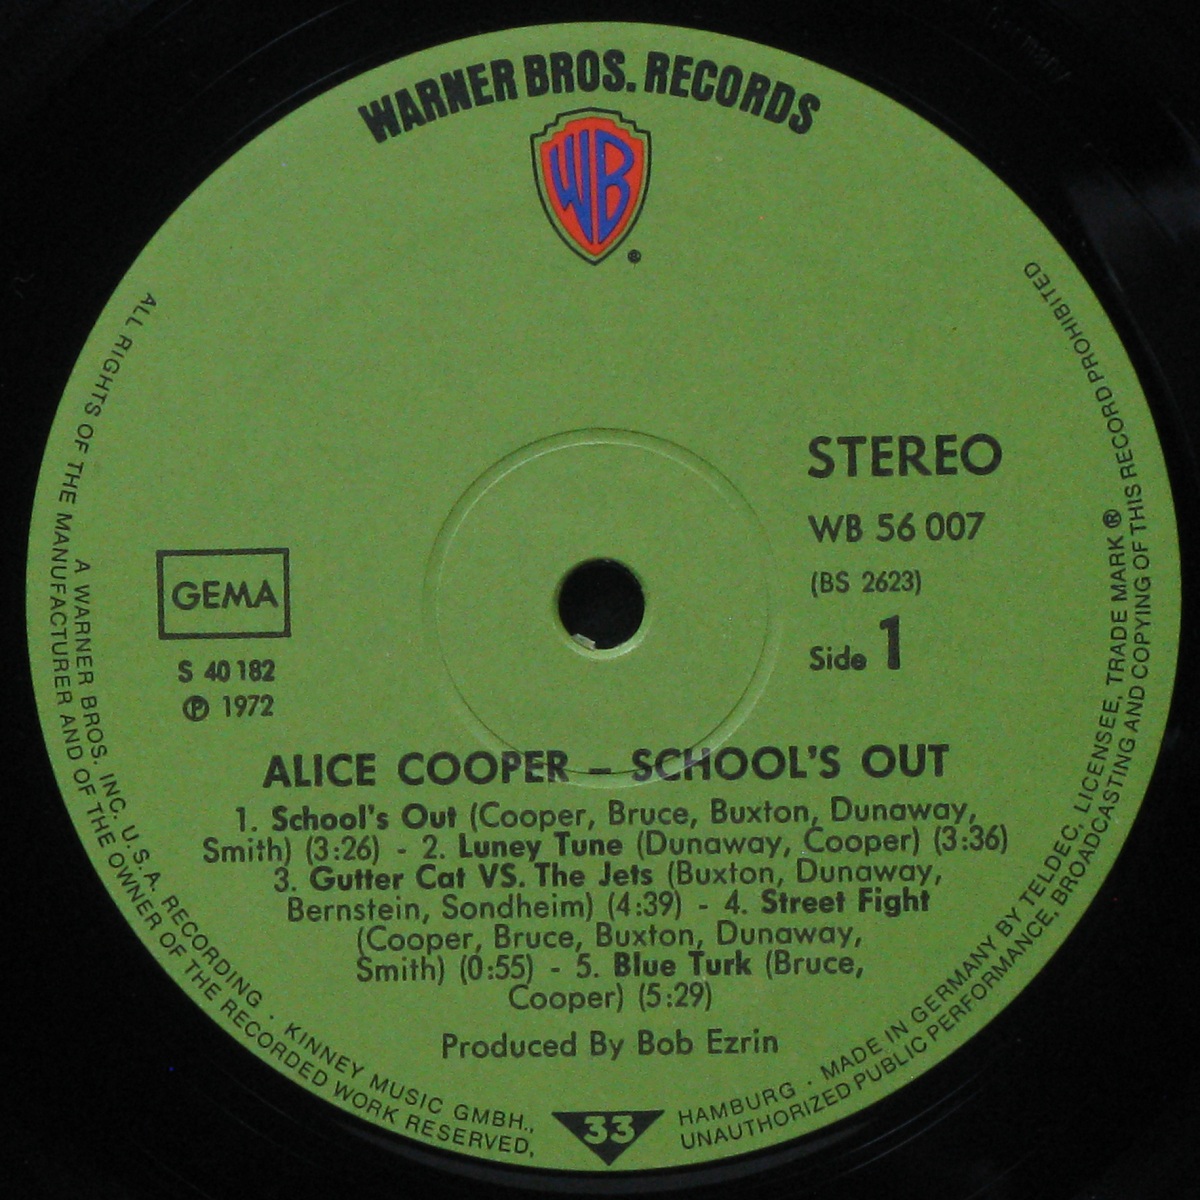 WARNER BROS. RECORDS
WB
®
STEREO
WB 56 007
(BS 2623)
Side 1
GEMA
S 40 182
Ⓟ 1972
ALICE COOPER – SCHOOL'S OUT
1. School's Out (Cooper, Bruce, Buxton, Dunaway,
Smith) (3:26) - 2. Luney Tune (Dunaway, Cooper) (3:36)
3. Gutter Cat VS. The Jets (Buxton, Dunaway,
Bernstein, Sondheim) (4:39) - 4. Street Fight
(Cooper, Bruce, Buxton, Dunaway,
Smith) (0:55) - 5. Blue Turk (Bruce,
Cooper) (5:29)
Produced By Bob Ezrin
33
ALL RIGHTS OF THE MANUFACTURER AND OF THE OWNER OF THE RECORDED WORK RESERVED,
UNAUTHORIZED PUBLIC PERFORMANCE, BROADCASTING AND COPYING OF THIS RECORD PROHIBITED
A WARNER BROS. INC. U.S.A. RECORDING · KINNEY MUSIC GMBH.,
HAMBURG · MADE IN GERMANY BY TELDEC, LICENSEE, TRADE MARK ®